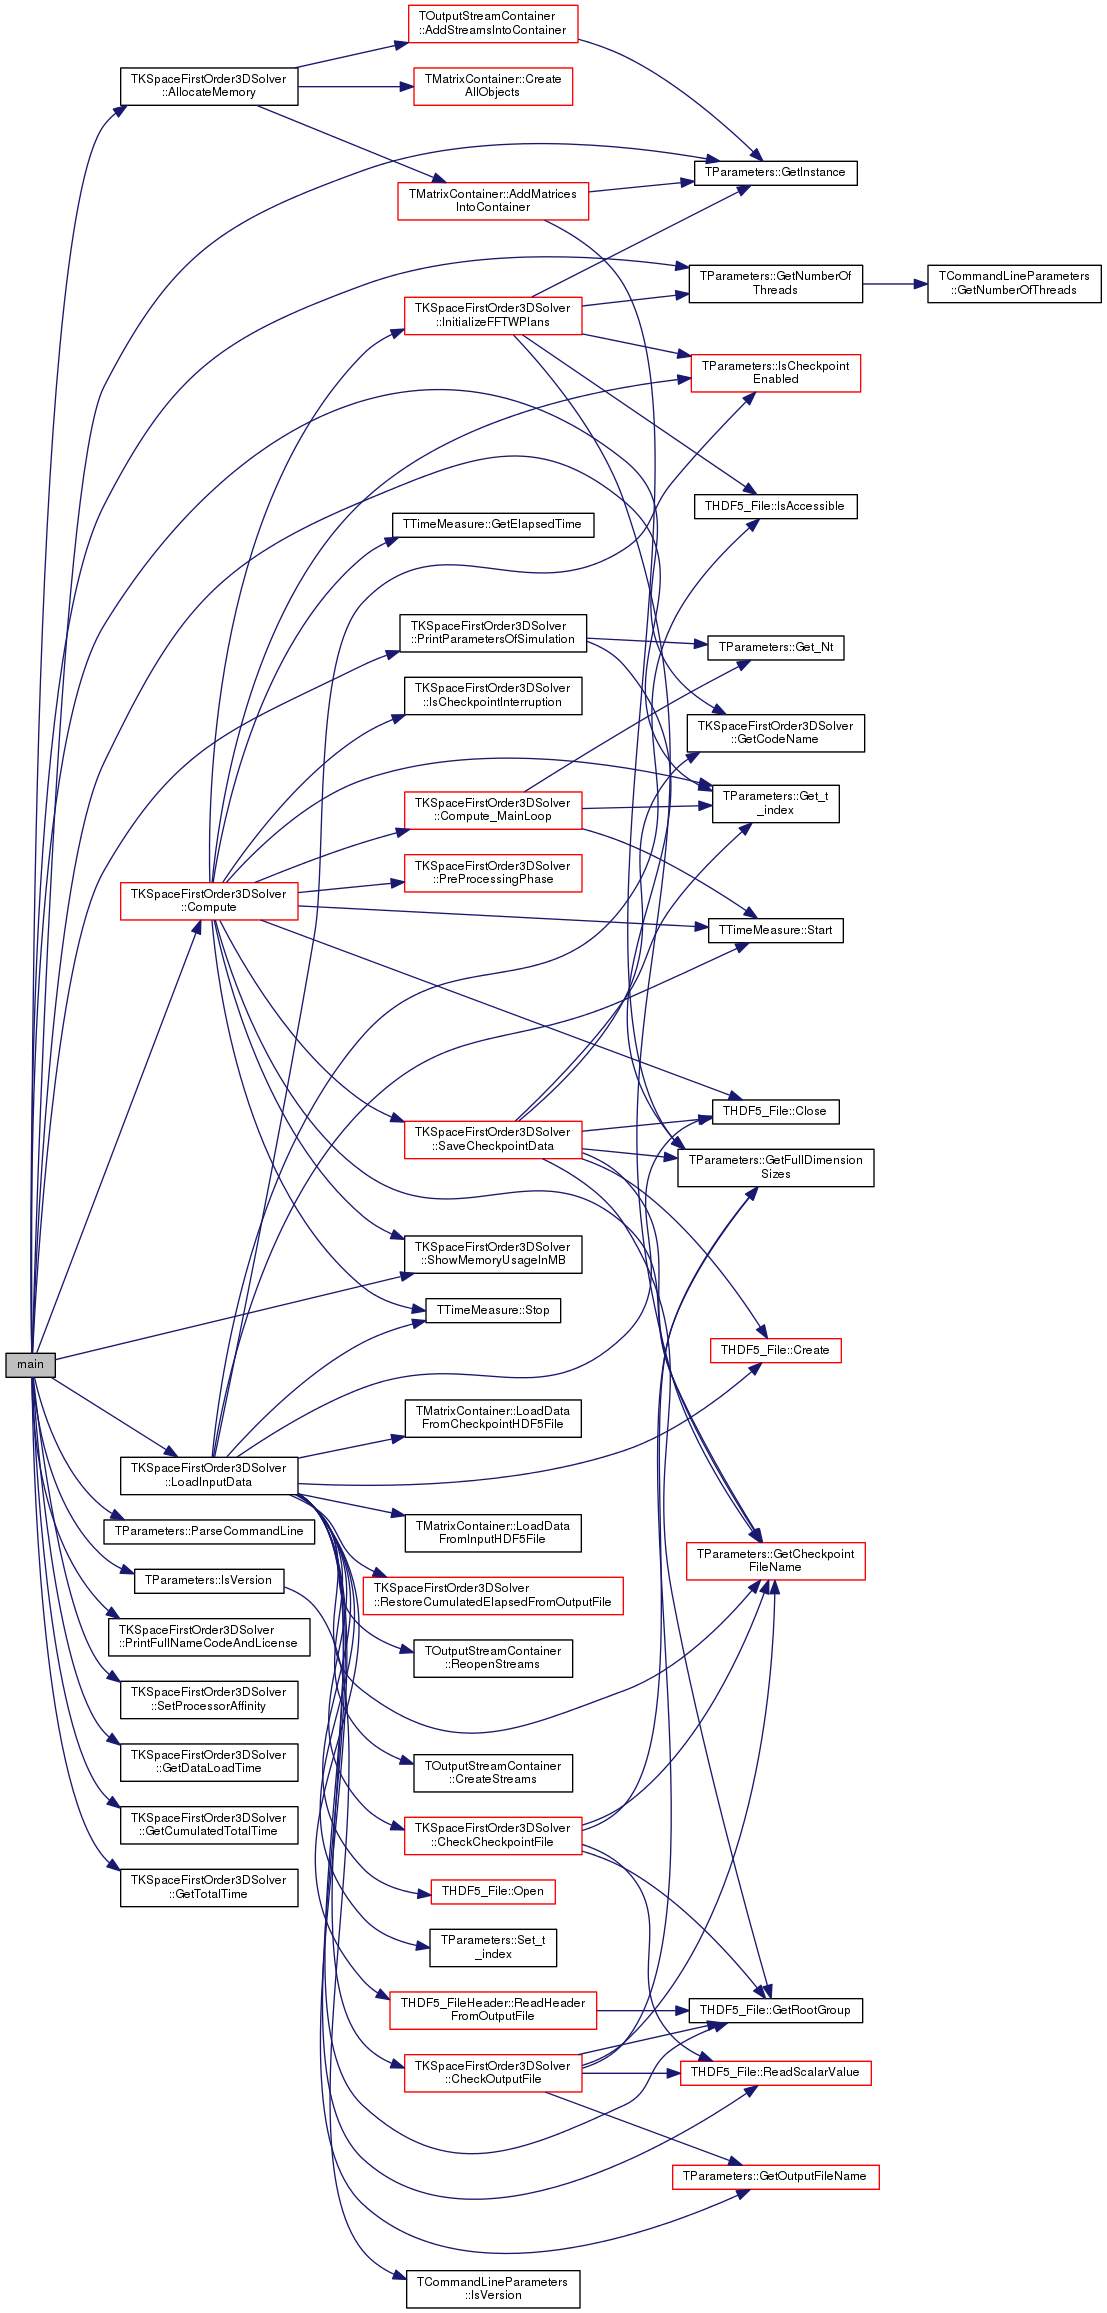 TOutputStreamContainer
::AddStreamsIntoContainer
TKSpaceFirstOrder3DSolver
::AllocateMemory
TMatrixContainer::Create
AllObjects
TParameters::GetInstance
TMatrixContainer::AddMatrices
IntoContainer
TParameters::GetNumberOf
Threads
TCommandLineParameters
::GetNumberOfThreads
TKSpaceFirstOrder3DSolver
::InitializeFFTWPlans
TParameters::IsCheckpoint
Enabled
THDF5_File::IsAccessible
TTimeMeasure::GetElapsedTime
TKSpaceFirstOrder3DSolver
::PrintParametersOfSimulation
TParameters::Get_Nt
TKSpaceFirstOrder3DSolver
::IsCheckpointInterruption
TKSpaceFirstOrder3DSolver
::GetCodeName
TParameters::Get_t
_index
TKSpaceFirstOrder3DSolver
::Compute_MainLoop
TKSpaceFirstOrder3DSolver
::PreProcessingPhase
TKSpaceFirstOrder3DSolver
::Compute
TTimeMeasure::Start
THDF5_File::Close
TKSpaceFirstOrder3DSolver
::SaveCheckpointData
TParameters::GetFullDimension
Sizes
TKSpaceFirstOrder3DSolver
::ShowMemoryUsageInMB
TTimeMeasure::Stop
THDF5_File::Create
main
TMatrixContainer::LoadData
FromCheckpointHDF5File
TKSpaceFirstOrder3DSolver
::LoadInputData
TParameters::ParseCommandLine
TMatrixContainer::LoadData
FromInputHDF5File
TParameters::GetCheckpoint
FileName
TParameters::IsVersion
TKSpaceFirstOrder3DSolver
::RestoreCumulatedElapsedFromOutputFile
TKSpaceFirstOrder3DSolver
::PrintFullNameCodeAndLicense
TOutputStreamContainer
::ReopenStreams
TKSpaceFirstOrder3DSolver
::SetProcessorAffinity
TKSpaceFirstOrder3DSolver
::GetDataLoadTime
TOutputStreamContainer
::CreateStreams
TKSpaceFirstOrder3DSolver
::GetCumulatedTotalTime
TKSpaceFirstOrder3DSolver
::CheckCheckpointFile
TKSpaceFirstOrder3DSolver
::GetTotalTime
THDF5_File::Open
TParameters::Set_t
_index
THDF5_FileHeader::ReadHeader
FromOutputFile
THDF5_File::GetRootGroup
TKSpaceFirstOrder3DSolver
::CheckOutputFile
THDF5_File::ReadScalarValue
TParameters::GetOutputFileName
TCommandLineParameters
::IsVersion